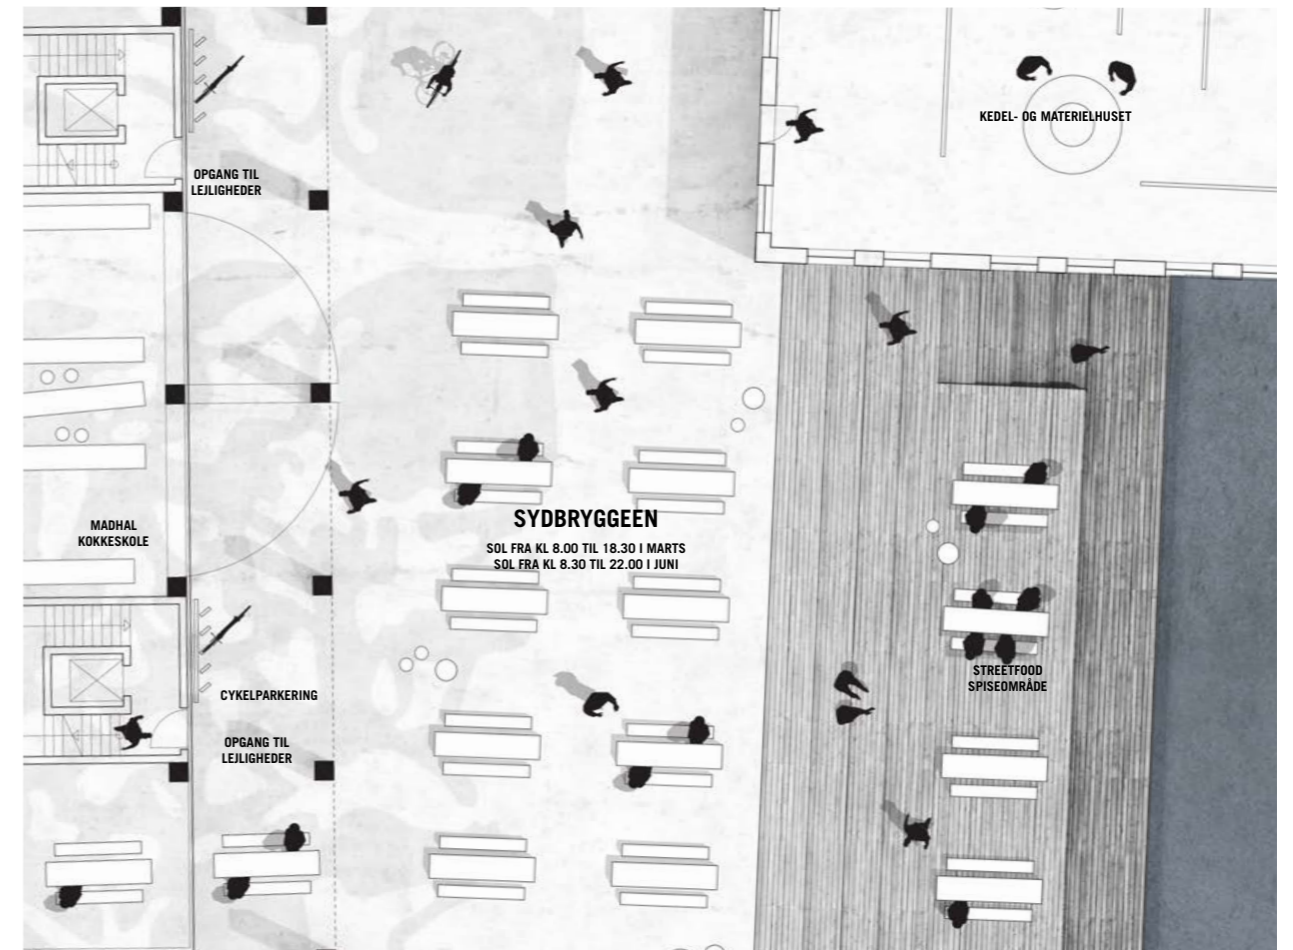 KEDEL- OG MATERIELHUSET
OPGANG TIL
LEJLIGHEDER
MADHAL
KOKKESKOLE
SYDBRYGGEEN
SOL FRA KL 8.00 TIL 18.30 I MARTS
SOL FRA KL 8.30 TIL 22.00 I JUNI
STREETFOOD
SPISEOMRÅDE
CYKELPARKERING
OPGANG TIL
LEJLIGHEDER